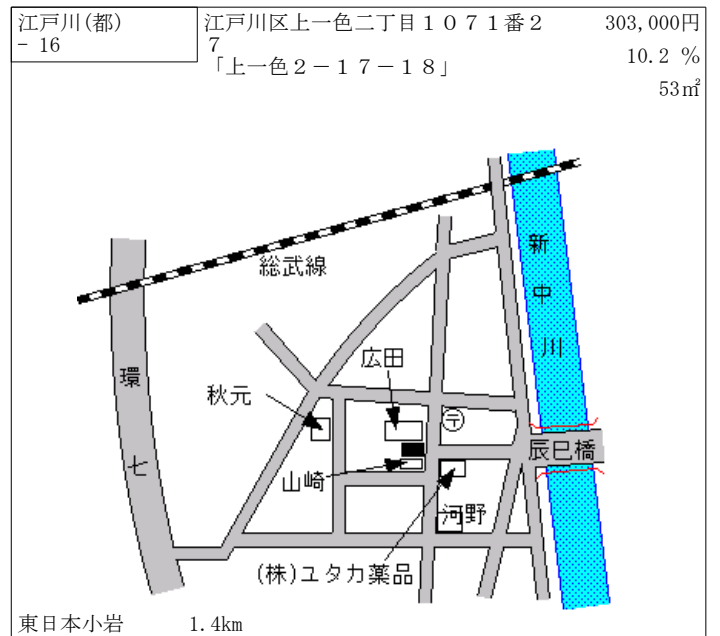 江戸川(都)
- 16
江戸川区上一色二丁目１０７１番２
７
「上一色２－１７－１８」
303,000円
10.2 %
53㎡
総武線
新中川
環七
広田
秋元
〒
辰巳橋
山崎
河野
(株)ユタカ薬品
東日本小岩 1.4km